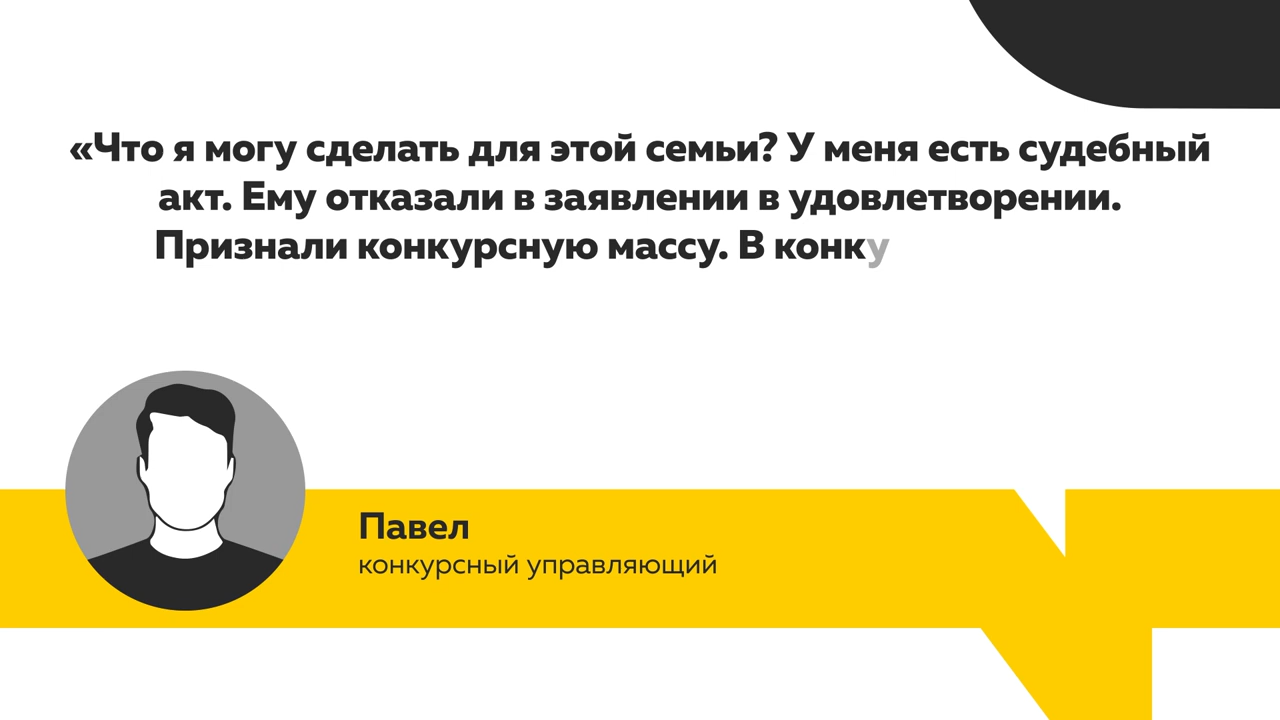 «Что я могу сделать для этой семьи? У меня есть судебный
акт. Ему отказали в заявлении в удовлетворении.
Признали конкурсную массу. В конку
Павел
конкурсный управляющий